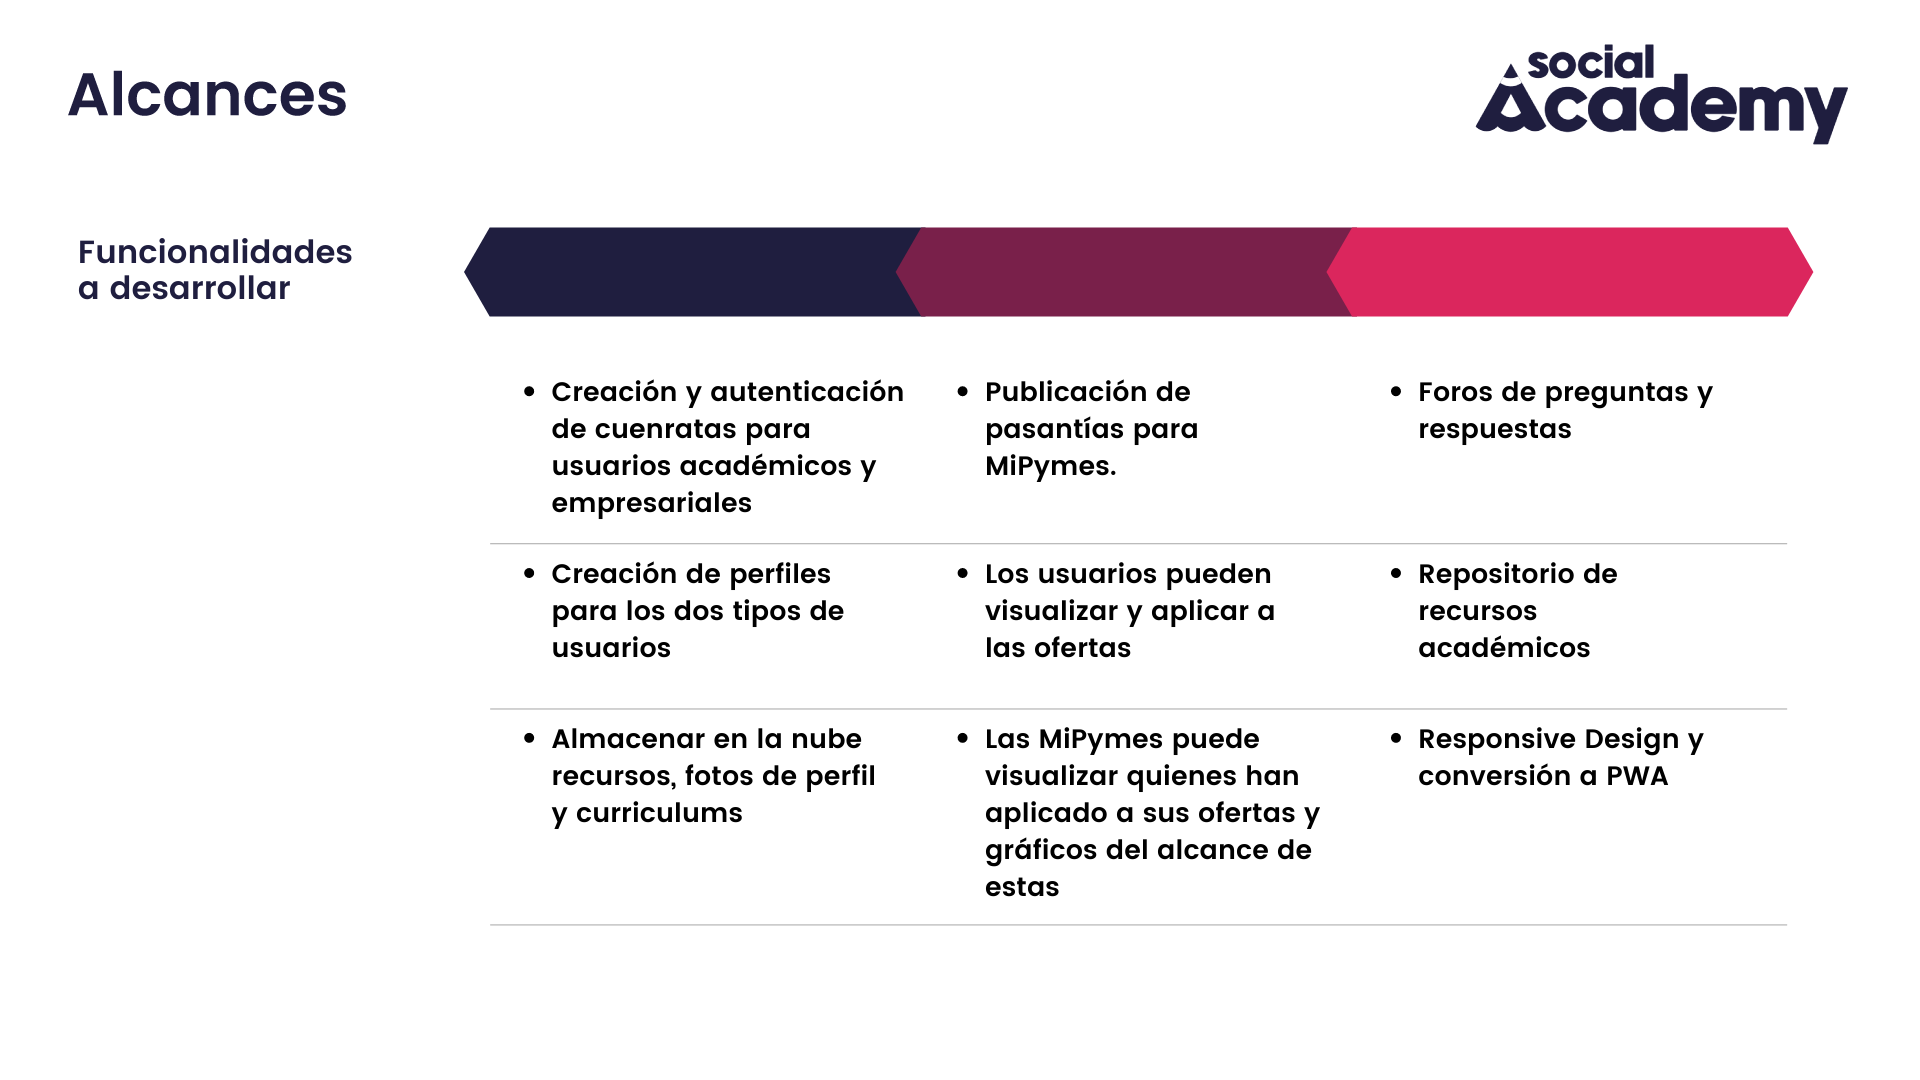 Alcances
social
Academy
Funcionalidades
a desarrollar
• Creación y autenticación
de cuenratas para
usuarios académicos y
empresariales
• Publicación de
pasantías para
MiPymes.
• Foros de preguntas y
respuestas
• Creación de perfiles
para los dos tipos de
usuarios
• Los usuarios pueden
visualizar y aplicar a
las ofertas
• Repositorio de
recursos
académicos
• Almacenar en la nube
recursos, fotos de perfil
y curriculums
• Las MiPymes puede
visualizar quienes han
aplicado a sus ofertas y
gráficos del alcance de
estas
• Responsive Design y
conversión a PWA